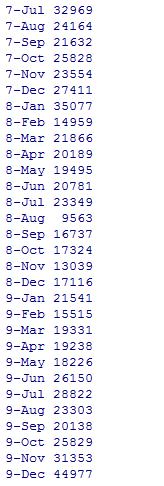 7-Jul 32969
7-Aug 24164
7-Sep 21632
7-Oct 25828
7-Nov 23554
7-Dec 27411
8-Jan 35077
8-Feb 14959
8-Mar 21866
8-Apr 20189
8-May 19495
8-Jun 20781
8-Jul 23349
8-Aug  9563
8-Sep 16737
8-Oct 17324
8-Nov 13039
8-Dec 17116
9-Jan 21541
9-Feb 15515
9-Mar 19331
9-Apr 19238
9-May 18226
9-Jun 26150
9-Jul 28822
9-Aug 23303
9-Sep 20138
9-Oct 25829
9-Nov 31353
9-Dec 44977